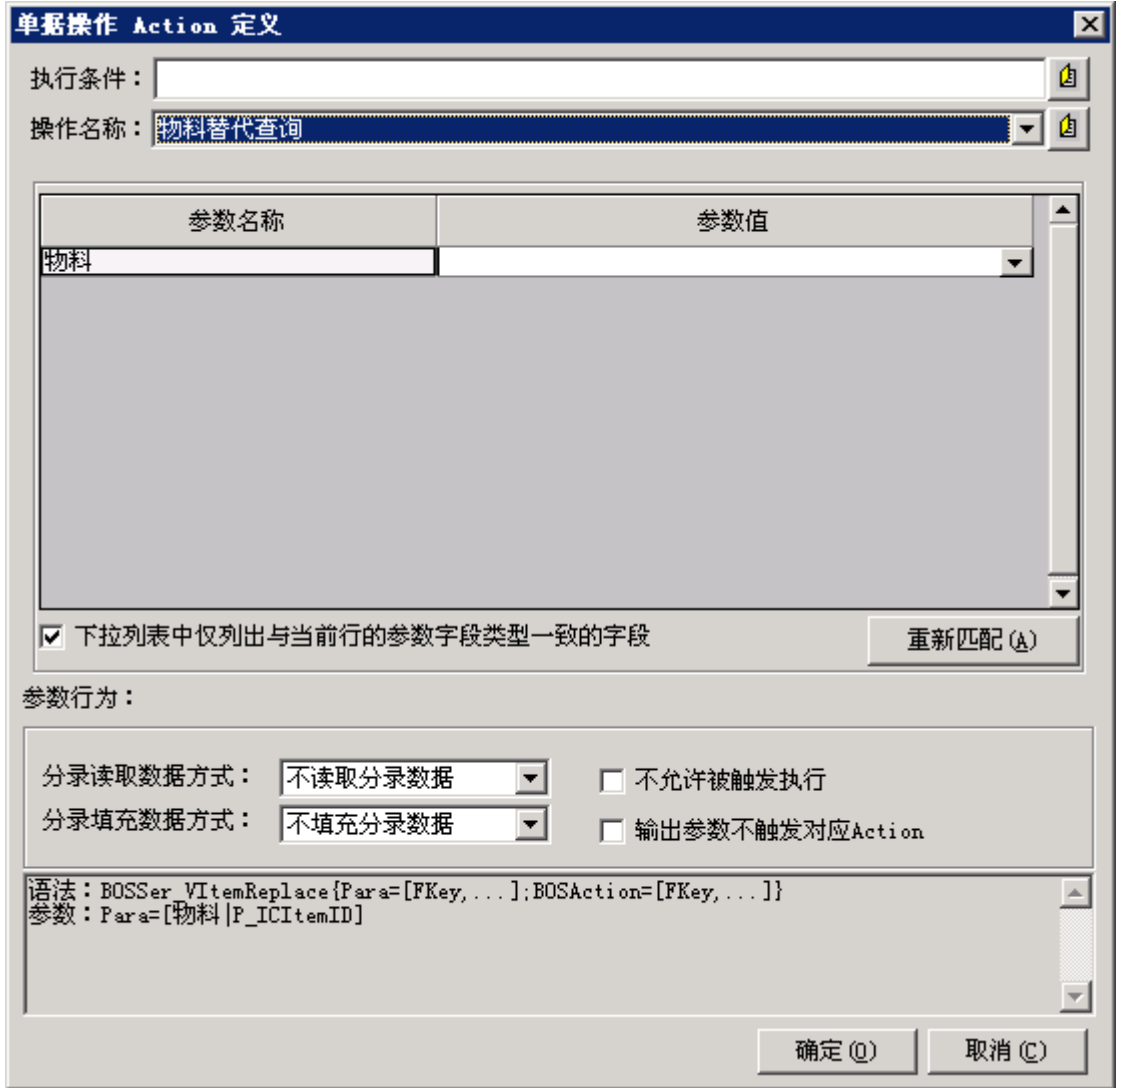 单据操作 Action 定义
执行条件：
操作名称： 物料替代查询
参数名称 参数值
物料
下拉列表中仅列出与当前行的参数字段类型一致的字段 重新匹配(A)
参数行为：
分录读取数据方式： 不读取分录数据 不允许被触发执行
分录填充数据方式： 不填充分录数据 输出参数不触发对应Action
语法：BOSSer_VItemReplace{Para=[FKey,...];BOSAction=[FKey,...]}
参数：Para=[物料|P_ICItemID]
确定(O) 取消(C)